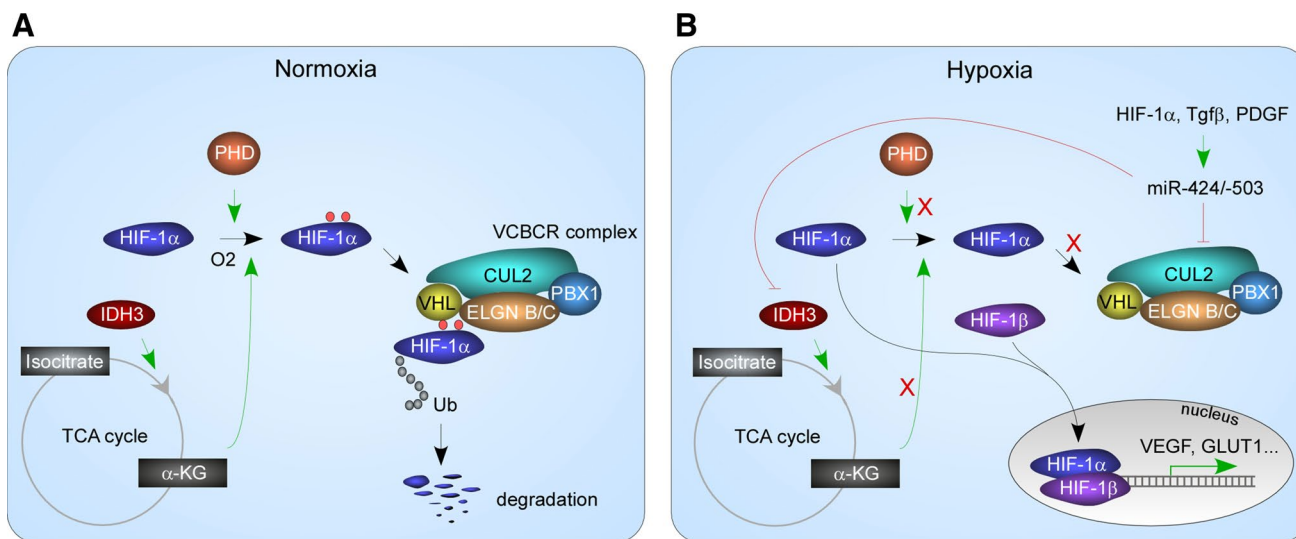 A
Normoxia
PHD
HIF-1α
O2
HIF-1α
VCBCR complex
CUL2
VHL
PBX1
ELGN B/C
HIF-1α
IDH3
Isocitrate
Ub
TCA cycle
α-KG
degradation
B
Hypoxia
HIF-1α, Tgfβ, PDGF
PHD
miR-424/-503
X
HIF-1α
HIF-1α
X
CUL2
VHL
PBX1
ELGN B/C
IDH3
HIF-1β
Isocitrate
X
TCA cycle
α-KG
nucleus
VEGF, GLUT1...
HIF-1α
HIF-1β